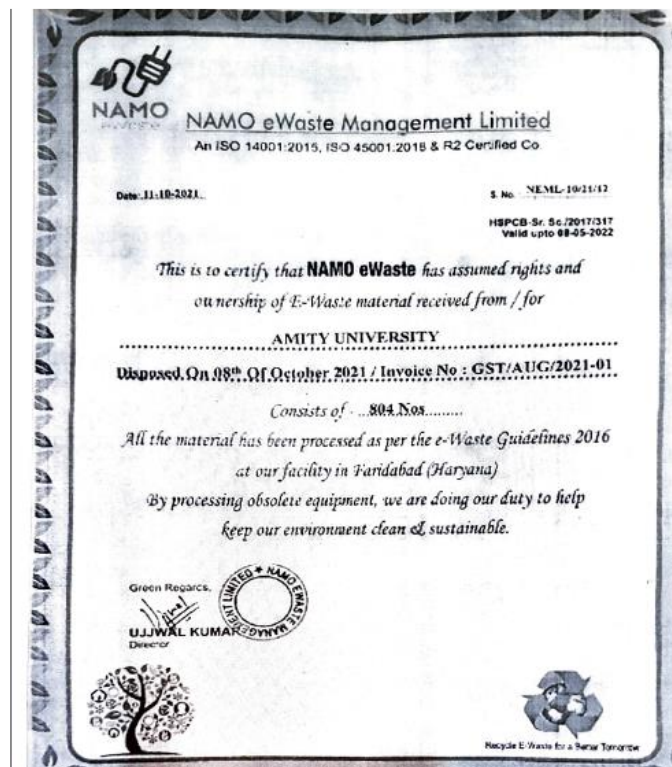 NAMO
eWaste
NAMO eWaste Management Limited
An ISO 14001:2015, ISO 45001:2018 & R2 Certified Co.
Date: 11-10-2021
S. No. NEML-10/21/12
HSPCB-Sr. Sc./2017/317
Valid upto 08-05-2022
This is to certify that NAMO eWaste has assumed rights and
ownership of E-Waste material received from / for
AMITY UNIVERSITY
Disposed On 08th Of October 2021 / Invoice No : GST/AUG/2021-01
Consists of - 804 Nos
All the material has been processed as per the e-Waste Guidelines 2016
at our facility in Faridabad (Haryana)
By processing obsolete equipment, we are doing our duty to help
keep our environment clean & sustainable.
Green Regards,
NAMO EWASTE MANAGEMENT LIMITED
UJJWAL KUMAR
Director
Recycle E-Waste for a Better Tomorrow